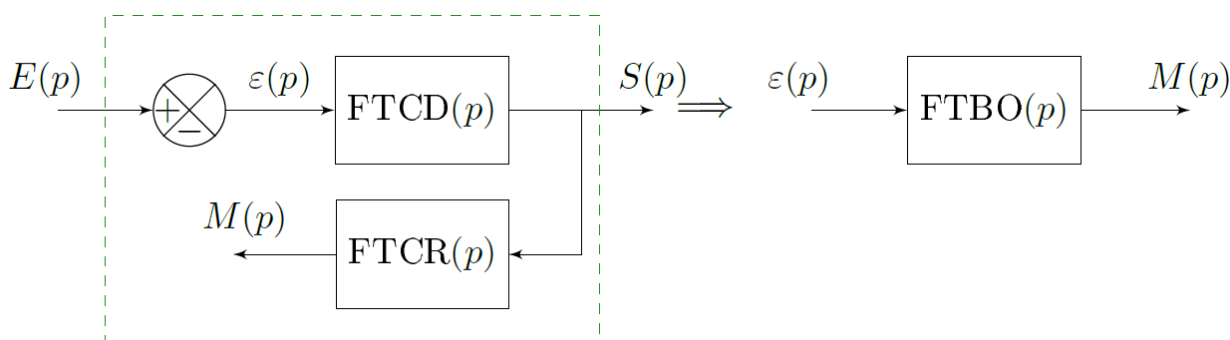 E(p)
+
−
ε(p)
FTCD(p)
S(p)
M(p)
FTCR(p)
⟹
ε(p)
FTBO(p)
M(p)